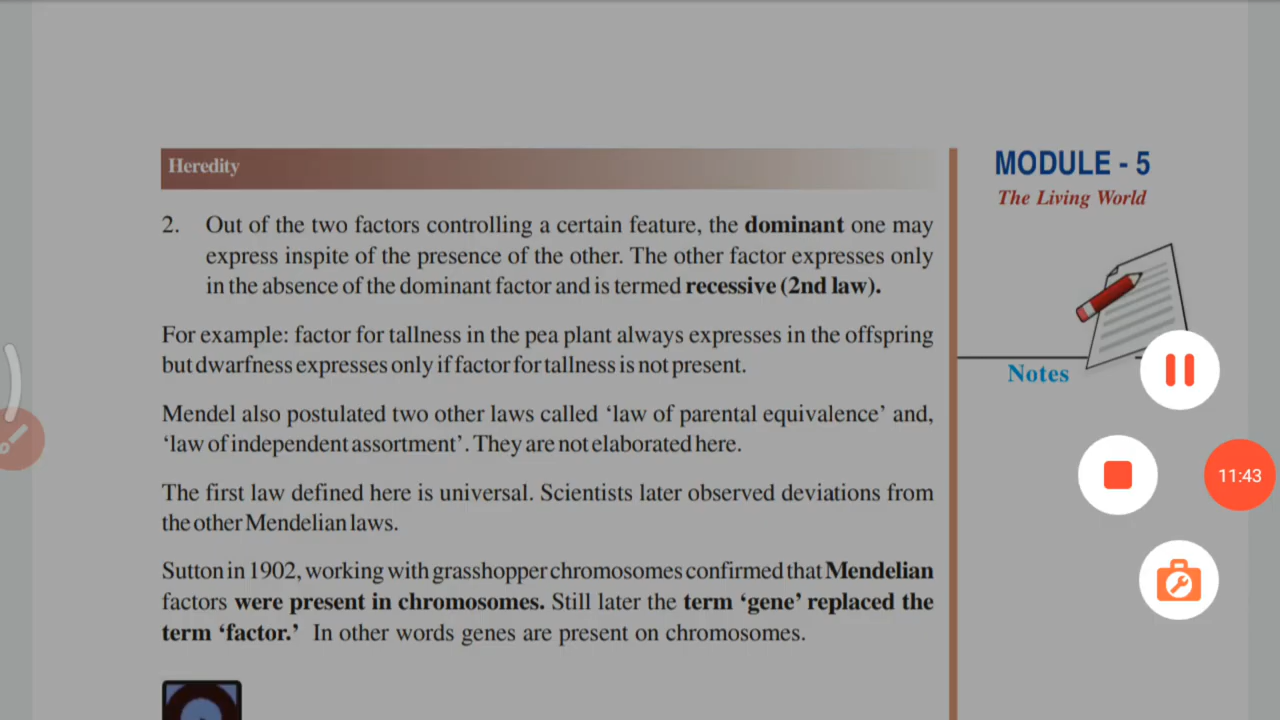 Heredity
MODULE - 5
The Living World
2. Out of the two factors controlling a certain feature, the dominant one may
express inspite of the presence of the other. The other factor expresses only
in the absence of the dominant factor and is termed recessive (2nd law).
For example: factor for tallness in the pea plant always expresses in the offspring
but dwarfness expresses only if factor for tallness is not present.
Notes
Mendel also postulated two other laws called ‘law of parental equivalence’ and,
‘law of independent assortment’. They are not elaborated here.
11:43
The first law defined here is universal. Scientists later observed deviations from
the other Mendelian laws.
Sutton in 1902, working with grasshopper chromosomes confirmed that Mendelian
factors were present in chromosomes. Still later the term ‘gene’ replaced the
term ‘factor.’ In other words genes are present on chromosomes.